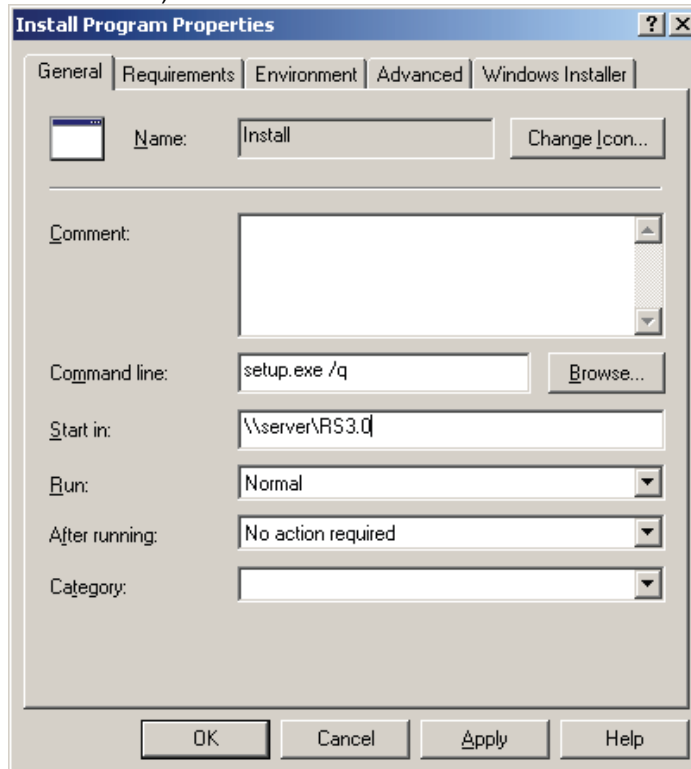 Install Program Properties
General Requirements Environment Advanced Windows Installer
Name: Install Change Icon...
Comment:
Command line: setup.exe /q Browse...
Start in: \\server\RS3.0
Run: Normal
After running: No action required
Category:
OK Cancel Apply Help